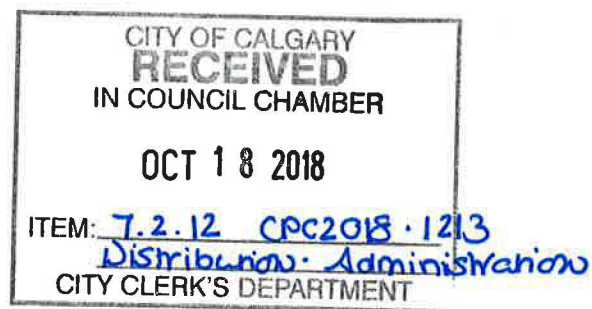 CITY OF CALGARY
RECEIVED
IN COUNCIL CHAMBER
OCT 18 2018
ITEM: 7.2.12 CPC2018·1213
Distribution· Administration
CITY CLERK'S DEPARTMENT